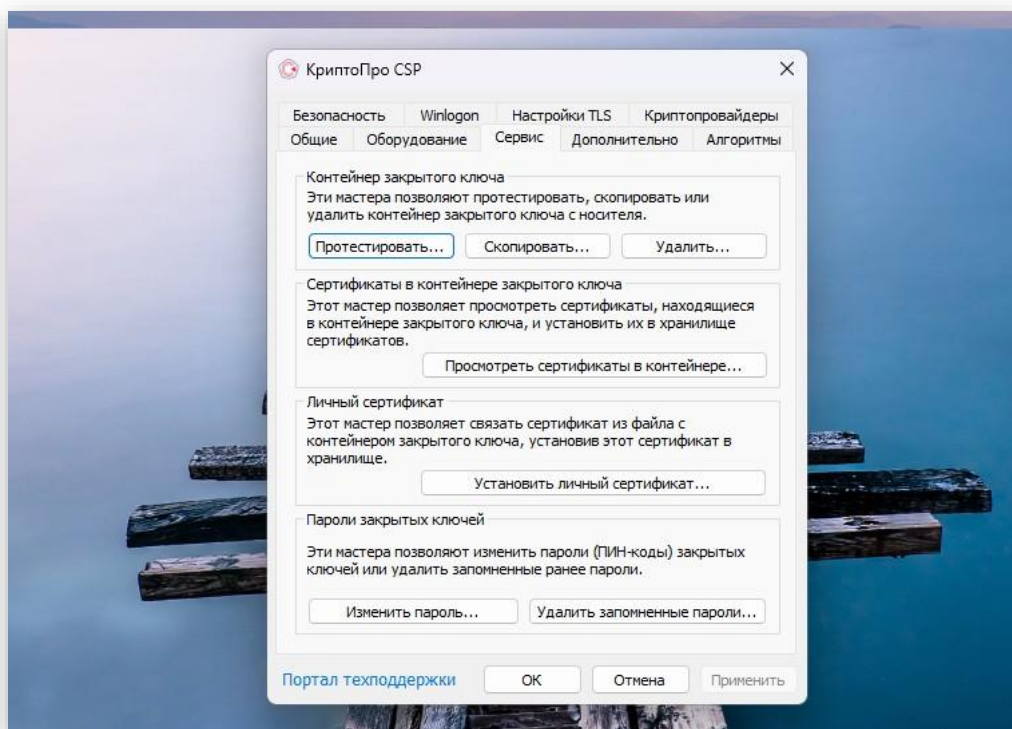 КриптоПро CSP
Безопасность Winlogon Настройки TLS Криптопровайдеры
Общие Оборудование Сервис Дополнительно Алгоритмы
Контейнер закрытого ключа
Эти мастера позволяют протестировать, скопировать или
удалить контейнер закрытого ключа с носителя.
Протестировать... Скопировать... Удалить...
Сертификаты в контейнере закрытого ключа
Этот мастер позволяет просмотреть сертификаты, находящиеся
в контейнере закрытого ключа, и установить их в хранилище
сертификатов.
Просмотреть сертификаты в контейнере...
Личный сертификат
Этот мастер позволяет связать сертификат из файла с
контейнером закрытого ключа, установив этот сертификат в
хранилище.
Установить личный сертификат...
Пароли закрытых ключей
Эти мастера позволяют изменить пароли (ПИН-коды) закрытых
ключей или удалить запомненные ранее пароли.
Изменить пароль... Удалить запомненные пароли...
Портал техподдержки ОК Отмена Применить